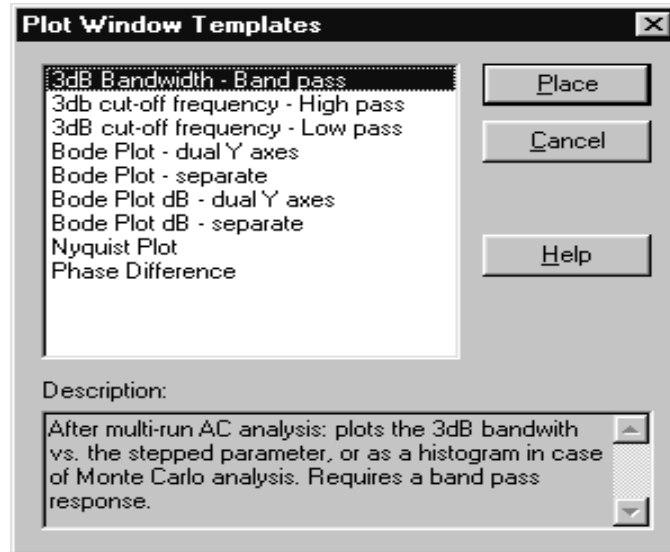 Plot Window Templates
3dB Bandwidth - Band pass
3db cut-off frequency - High pass
3dB cut-off frequency - Low pass
Bode Plot - dual Y axes
Bode Plot - separate
Bode Plot dB - dual Y axes
Bode Plot dB - separate
Nyquist Plot
Phase Difference
Place
Cancel
Help
Description:
After multi-run AC analysis: plots the 3dB bandwith
vs. the stepped parameter, or as a histogram in case
of Monte Carlo analysis. Requires a band pass
response.